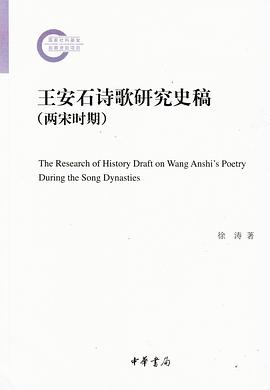 国家社科基金
后期资助项目
王安石诗歌研究史稿
(两宋时期)
The Research of History Draft on Wang Anshi's Poetry
During the Song Dynasties
徐 涛 著
中華書局